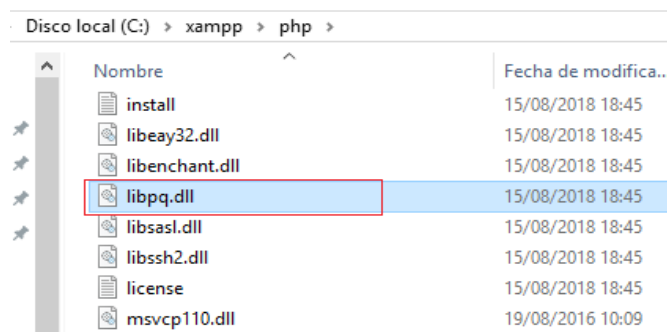 Disco local (C:) > xampp > php >
Nombre Fecha de modifica...
install 15/08/2018 18:45
libeay32.dll 15/08/2018 18:45
libenchant.dll 15/08/2018 18:45
libpq.dll 15/08/2018 18:45
libsasl.dll 15/08/2018 18:45
libssh2.dll 15/08/2018 18:45
license 15/08/2018 18:45
msvcp110.dll 19/08/2016 10:09